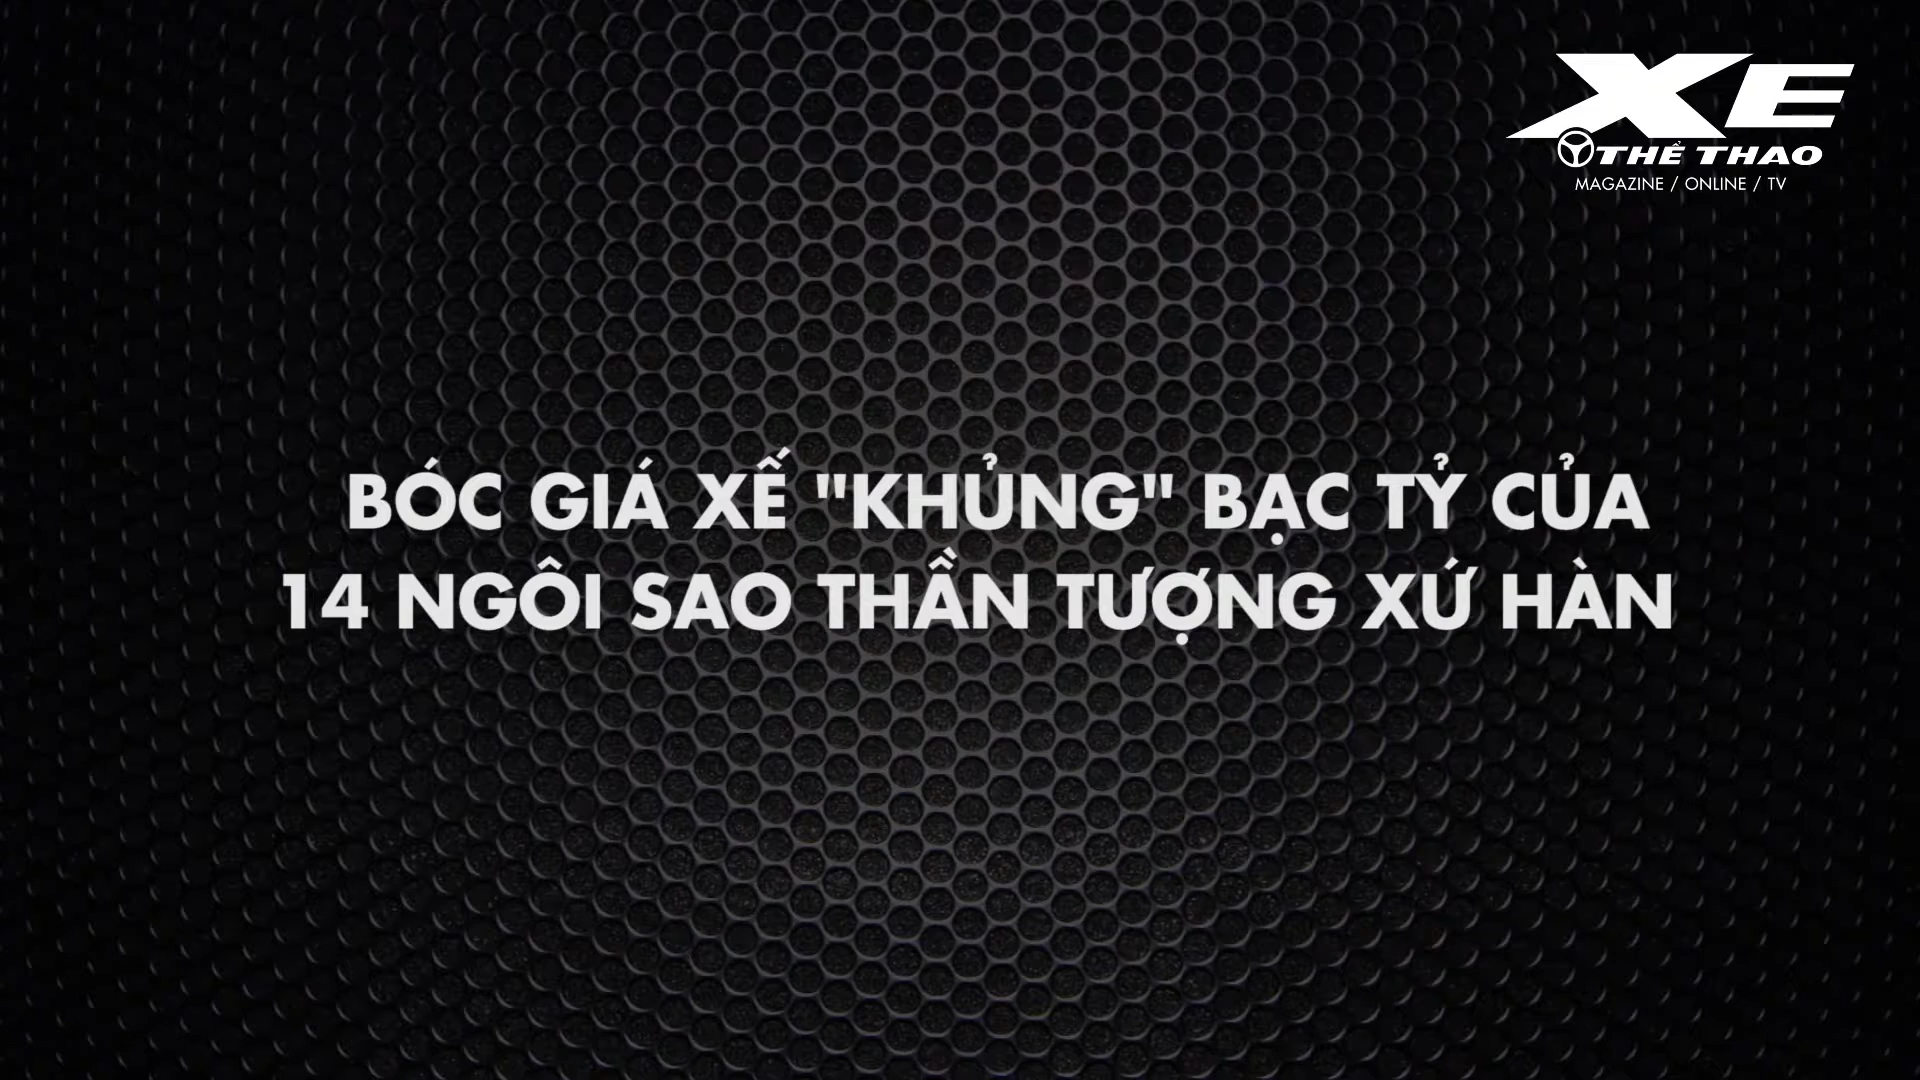 XE
THỂ THAO
MAGAZINE / ONLINE / TV
BÓC GIÁ XẾ "KHỦNG" BẠC TỶ CỦA
14 NGÔI SAO THẦN TƯỢNG XỨ HÀN